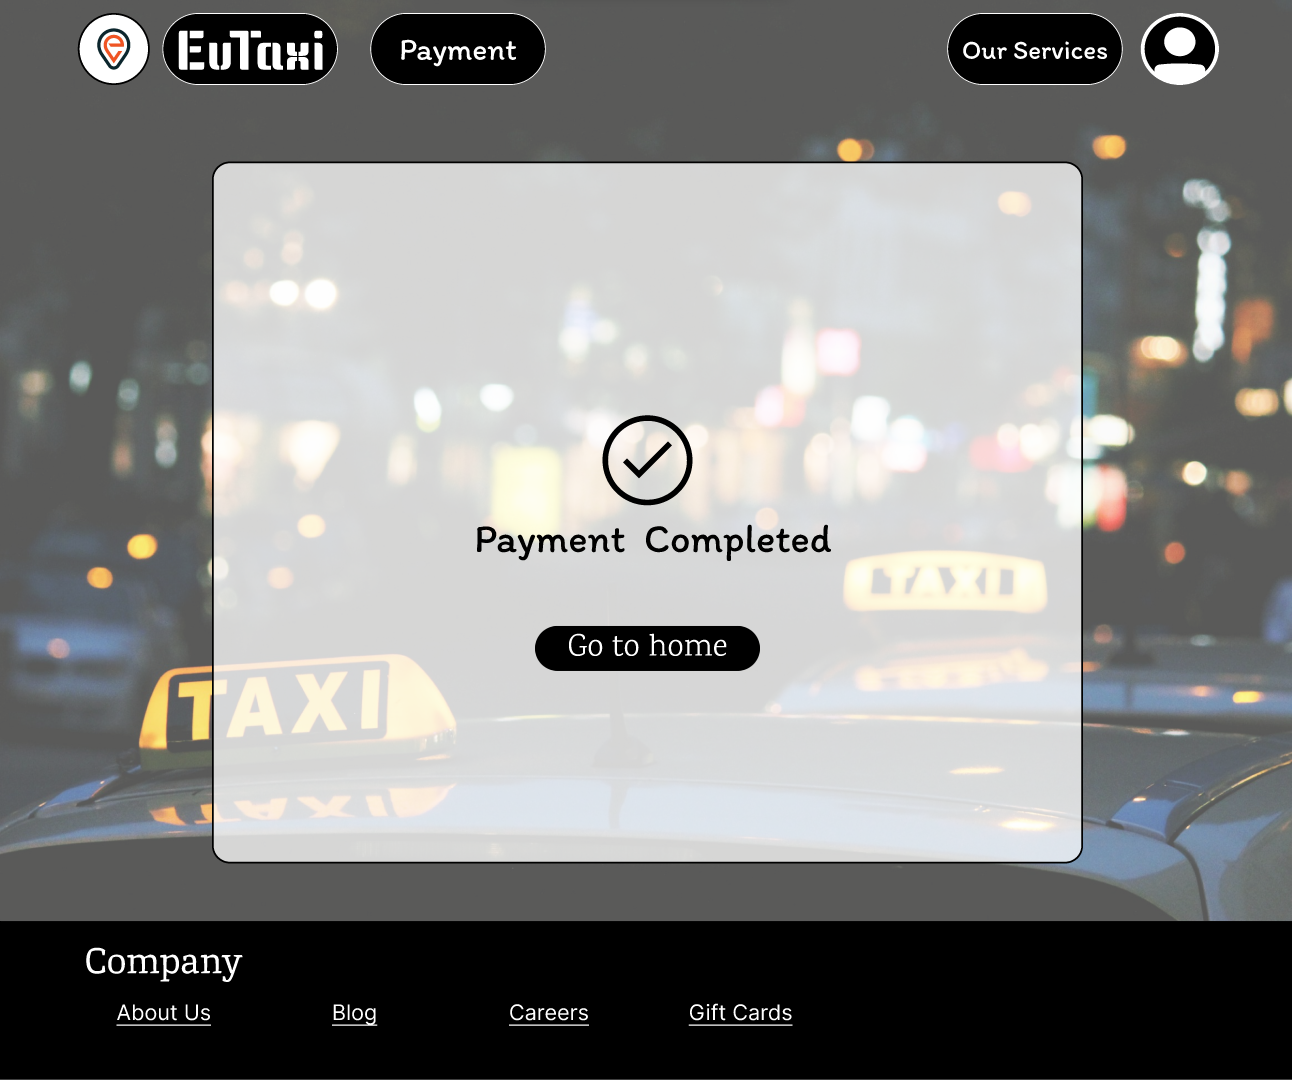 EuTaxi
Payment
Our Services
Payment Completed
TAXI
Go to home
TAXI
Company
About Us
Blog
Careers
Gift Cards